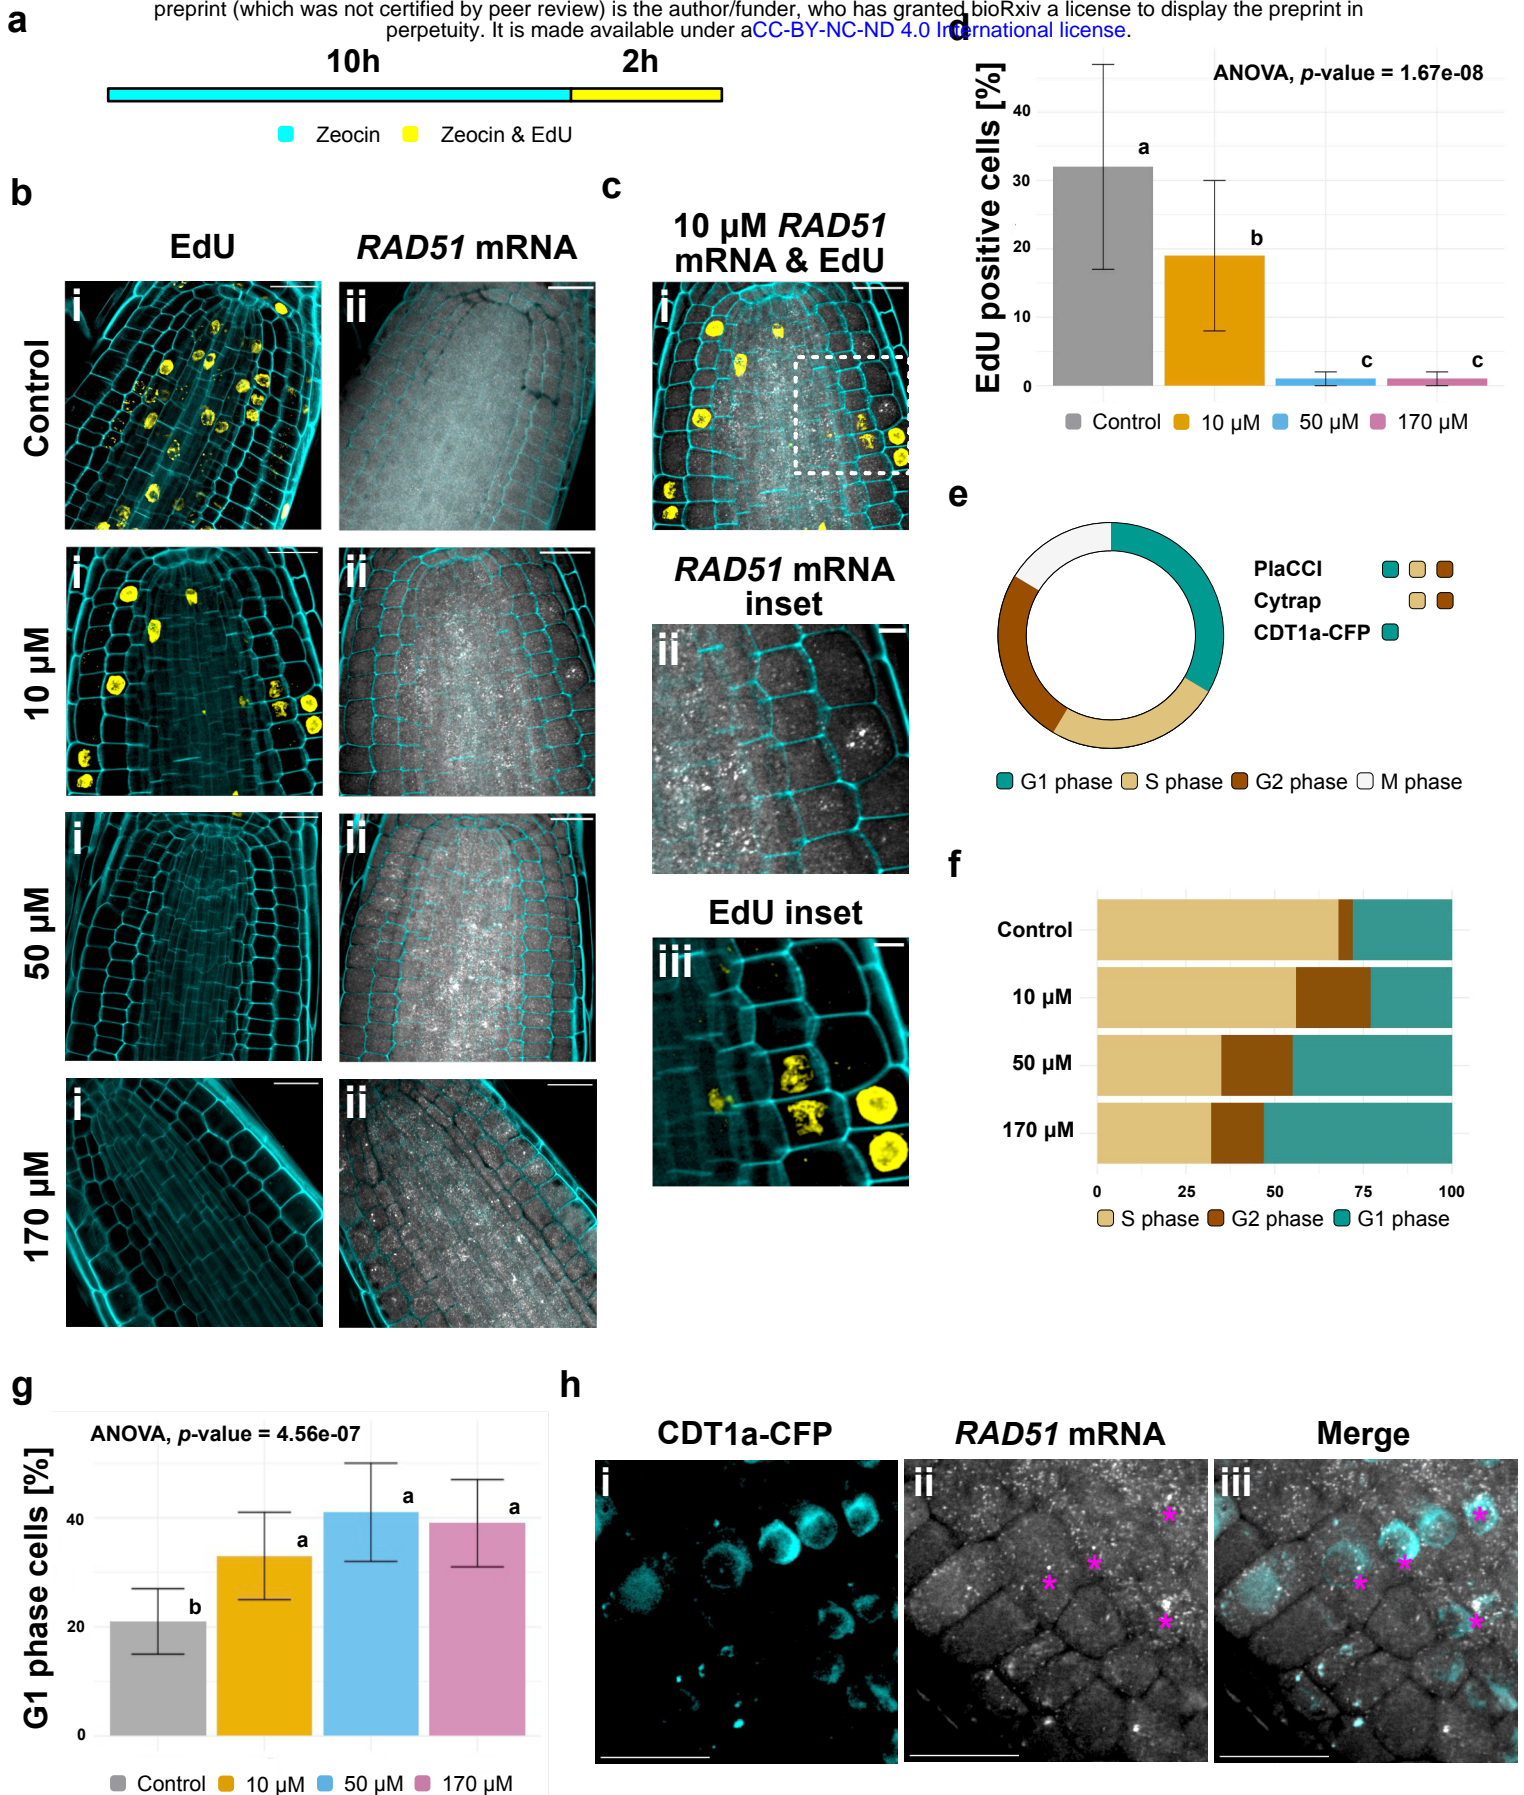 preprint (which was not certified by peer review) is the author/funder, who has granted bioRxiv a license to display the preprint in
perpetuity. It is made available under aCC-BY-NC-ND 4.0 International license.
a
10h 2h
Zeocin Zeocin & EdU
b
EdU RAD51 mRNA
Control
i ii
10 µM
i ii
50 µM
i ii
170 µM
i ii
c
10 µM RAD51
mRNA & EdU
i
RAD51 mRNA
inset
ii
EdU inset
iii
d
ANOVA, p-value = 1.67e-08
EdU positive cells [%]
40
30
20
10
0
a
b
c c
Control 10 µM 50 µM 170 µM
e
PlaCCI
Cytrap
CDT1a-CFP
G1 phase S phase G2 phase M phase
f
Control
10 µM
50 µM
170 µM
0 25 50 75 100
S phase G2 phase G1 phase
g
ANOVA, p-value = 4.56e-07
G1 phase cells [%]
40
20
0
b a a a
Control 10 µM 50 µM 170 µM
h
CDT1a-CFP RAD51 mRNA Merge
i ii iii
* * * *
* * * *